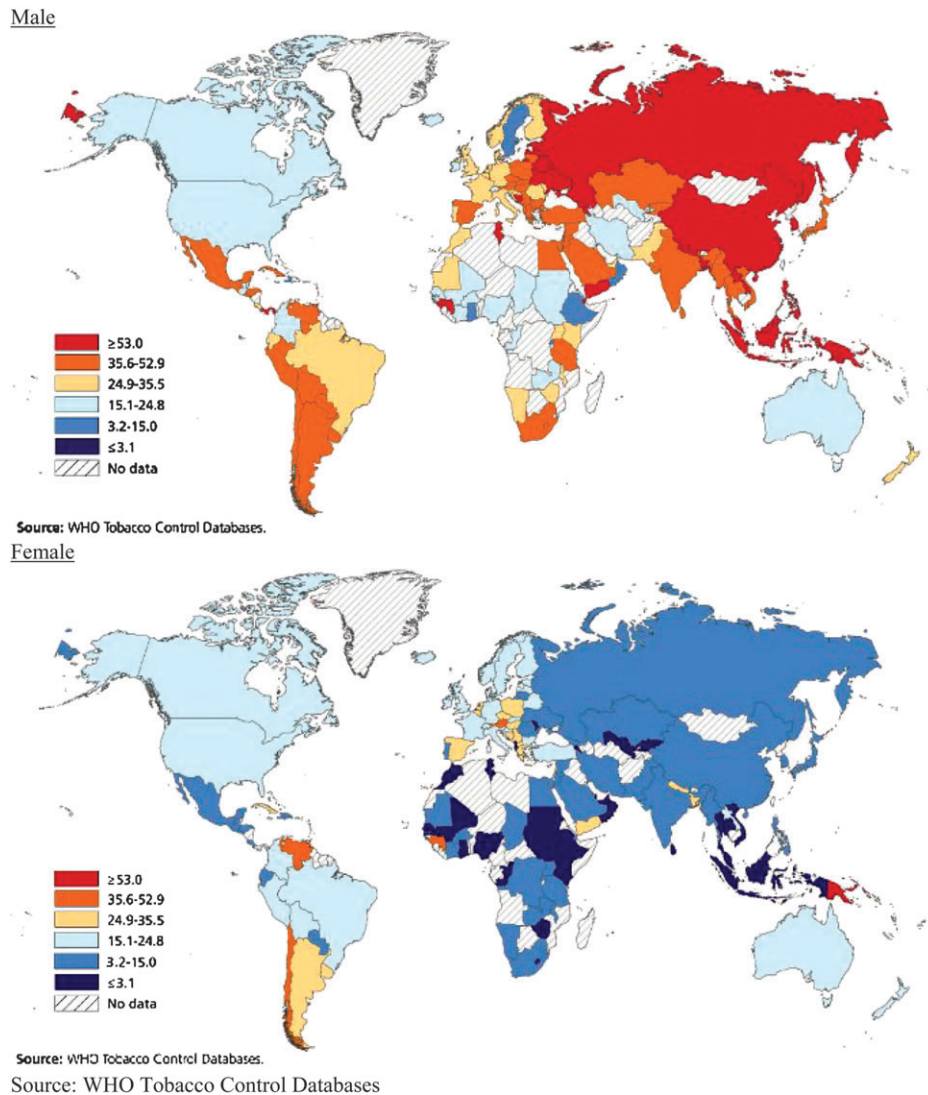 Male
≥53.0
35.6-52.9
24.9-35.5
15.1-24.8
3.2-15.0
≤3.1
No data
Source: WHO Tobacco Control Databases.
Female
≥53.0
35.6-52.9
24.9-35.5
15.1-24.8
3.2-15.0
≤3.1
No data
Source: WHO Tobacco Control Databases.
Source: WHO Tobacco Control Databases